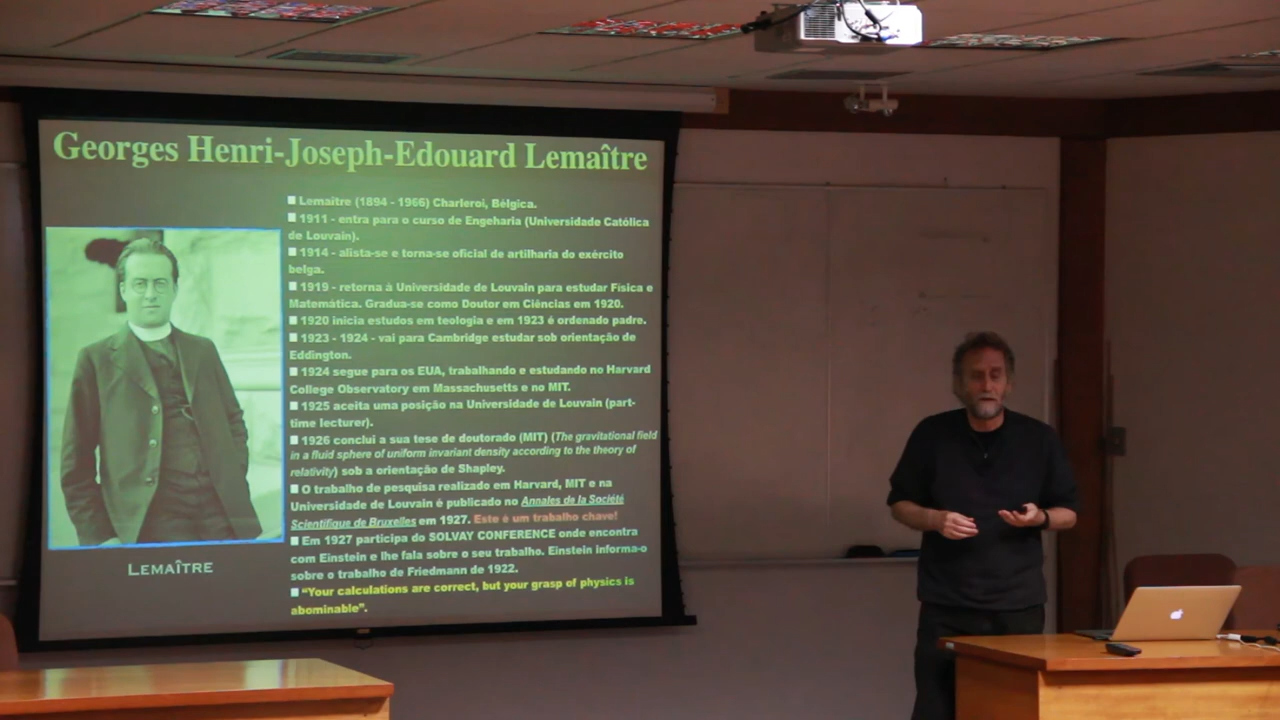 Georges Henri-Joseph-Edouard Lemaître
Lemaître (1894 - 1966) Charleroi, Bélgica.
1911 - entra para o curso de Engeharia (Universidade Católica
de Louvain).
1914 - alista-se e torna-se oficial de artilharia do exército
belga.
1919 - retorna à Universidade de Louvain para estudar Física e
Matemática. Gradua-se como Doutor em Ciências em 1920.
1920 inicia estudos em teologia e em 1923 é ordenado padre.
1923 - 1924 - vai para Cambridge estudar sob orientação de
Eddington.
1924 segue para os EUA, trabalhando e estudando no Harvard
College Observatory em Massachusetts e no MIT.
1925 aceita uma posição na Universidade de Louvain (part-
time lecturer).
1926 conclui a sua tese de doutorado (MIT) (The gravitational field
in a fluid sphere of uniform invariant density according to the theory of
relativity) sob a orientação de Shapley.
O trabalho de pesquisa realizado em Harvard, MIT e na
Universidade de Louvain é publicado no Annales de la Société
Scientifique de Bruxelles em 1927. Este é um trabalho chave!
Em 1927 participa do SOLVAY CONFERENCE onde encontra
com Einstein e lhe fala sobre o seu trabalho. Einstein informa-o
sobre o trabalho de Friedmann de 1922.
"Your calculations are correct, but your grasp of physics is
abominable".
LEMAÎTRE